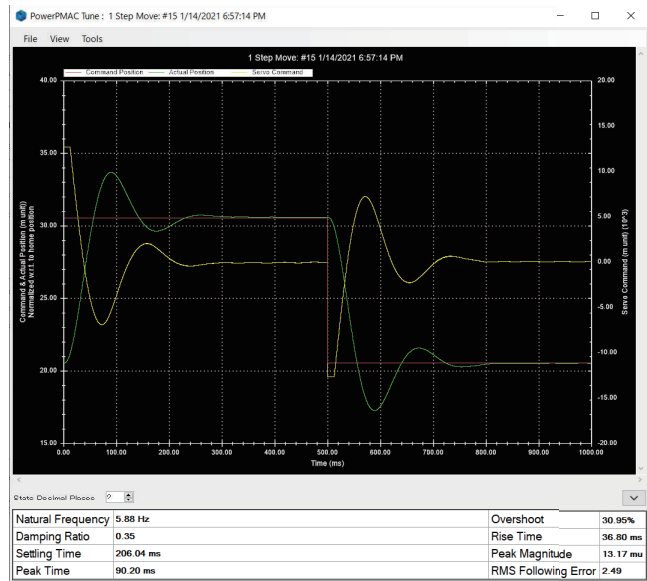 PowerPMAC Tune : 1 Step Move: #15 1/14/2021 6:57:14 PM
File View Tools
1 Step Move: #15 1/14/2021 6:57:14 PM
Command Position Actual Position Servo Command
40.00
35.00
30.00
25.00
20.00
15.00
Command & Actual Position (m unit))
Normalized w.r.t. to home position
20.00
15.00
10.00
5.00
0.00
-5.00
-10.00
-15.00
-20.00
Servo Command (m unit) (10^3)
0.00 100.00 200.00 300.00 400.00 500.00 600.00 700.00 800.00 900.00 1000.00
Time (ms)
Stats Decimal Places 2
Natural Frequency 5.88 Hz Overshoot 30.95%
Damping Ratio 0.35 Rise Time 36.80 ms
Settling Time 206.04 ms Peak Magnitude 13.17 mu
Peak Time 90.20 ms RMS Following Error 2.49